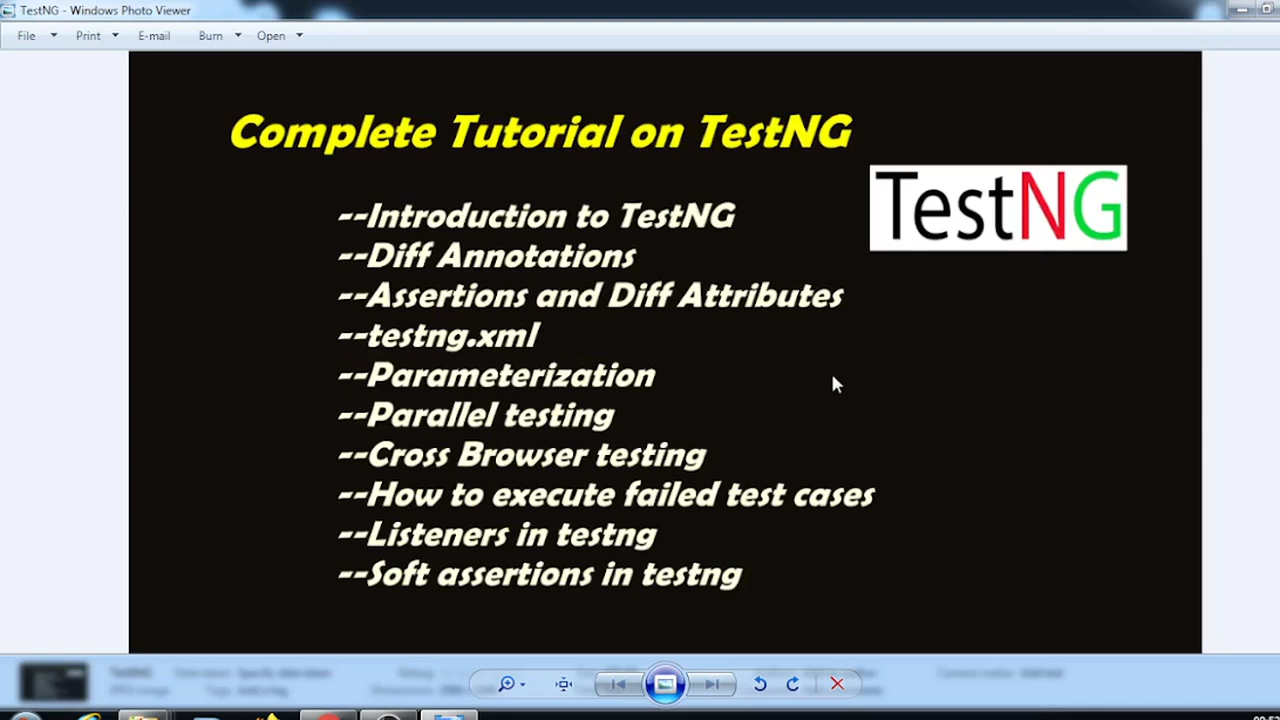 TestNG - Windows Photo Viewer
File Print E-mail Burn Open
Complete Tutorial on TestNG
TestNG
--Introduction to TestNG
--Diff Annotations
--Assertions and Diff Attributes
--testng.xml
--Parameterization
--Parallel testing
--Cross Browser testing
--How to execute failed test cases
--Listeners in testng
--Soft assertions in testng